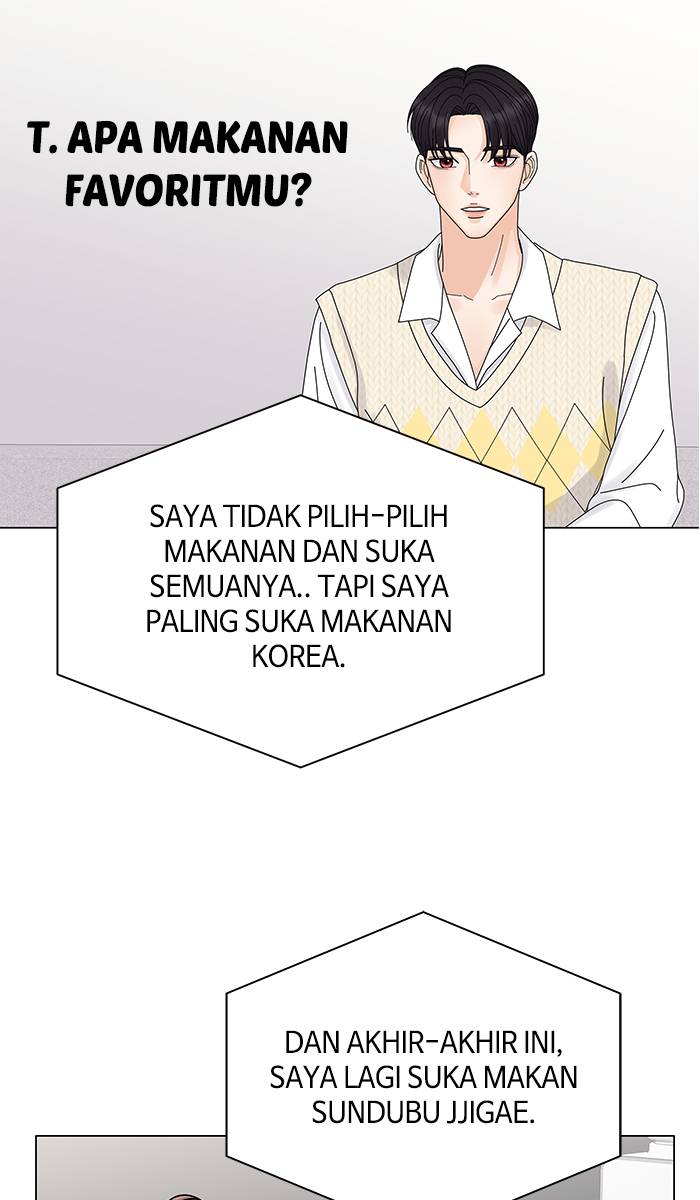 T. APA MAKANAN
FAVORITMU?
SAYA TIDAK PILIH-PILIH
MAKANAN DAN SUKA
SEMUANYA.. TAPI SAYA
PALING SUKA MAKANAN
KOREA.
DAN AKHIR-AKHIR INI,
SAYA LAGI SUKA MAKAN
SUNDUBU JJIGAE.